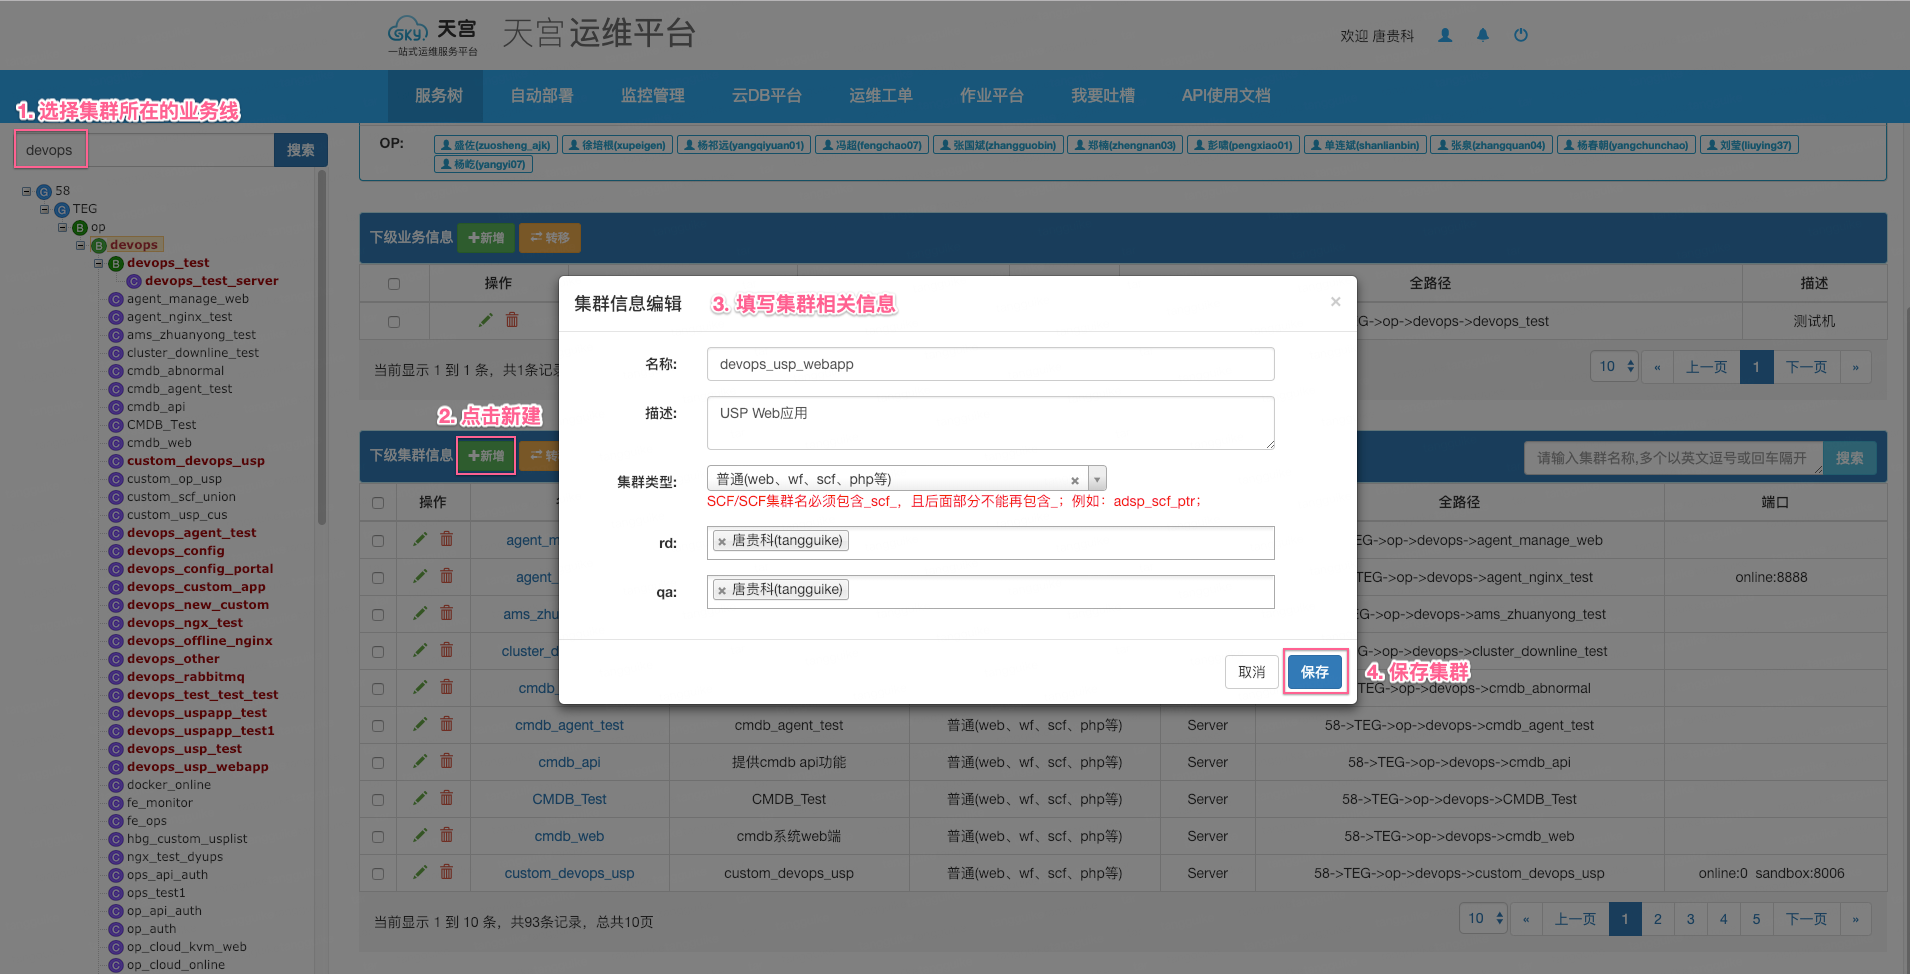 SKY. 天宫
一站式运维服务平台
天宫运维平台
欢迎 唐贵科
服务树 自动部署 监控管理 云DB平台 运维工单 作业平台 我要吐槽 API使用文档
1. 选择集群所在的业务线
devops 搜索
58
TEG
op
devops
devops_test
devops_test_server
agent_manage_web
agent_nginx_test
ams_zhuanyong_test
cluster_downline_test
cmdb_abnormal
cmdb_agent_test
cmdb_api
CMDB_Test
cmdb_web
custom_devops_usp
custom_op_usp
custom_scf_union
custom_usp_cus
devops_agent_test
devops_config
devops_config_portal
devops_custom_app
devops_new_custom
devops_ngx_test
devops_offline_nginx
devops_other
devops_rabbitmq
devops_test_test_test
devops_uspapp_test
devops_uspapp_test1
devops_usp_test
devops_usp_webapp
docker_online
fe_monitor
fe_ops
hbg_custom_usplist
ngx_test_dyups
ops_api_auth
ops_test1
op_api_auth
op_auth
op_cloud_kvm_web
op_cloud_online
OP: 盛佐(zuosheng_ajk) 徐培根(xupeigen) 杨祁远(yangqiyuan01) 冯超(fengchao07) 张国斌(zhangguobin) 郑楠(zhengnan03) 彭啸(pengxiao01) 单连斌(shanlianbin) 张泉(zhangquan04) 杨春朝(yangchunchao) 刘莹(liuying37)
杨屹(yangyi07)
下级业务信息 新增 转移
操作 全路径 描述
TEG->op->devops->devops_test 测试机
当前显示 1 到 1 条，共1条记录
10 « 上一页 1 下一页 »
2. 点击新建
下级集群信息 新增 转
请输入集群名称,多个以英文逗号或回车隔开 搜索
操作 全路径 端口
agent_m EG->op->devops->agent_manage_web
agent_ TEG->op->devops->agent_nginx_test online:8888
ams_zhu EG->op->devops->ams_zhuanyong_test
cluster_d G->op->devops->cluster_downline_test
cmdb_ TEG->op->devops->cmdb_abnormal
cmdb_agent_test cmdb_agent_test 普通(web、wf、scf、php等) Server 58->TEG->op->devops->cmdb_agent_test
cmdb_api 提供cmdb api功能 普通(web、wf、scf、php等) Server 58->TEG->op->devops->cmdb_api
CMDB_Test CMDB_Test 普通(web、wf、scf、php等) Server 58->TEG->op->devops->CMDB_Test
cmdb_web cmdb系统web端 普通(web、wf、scf、php等) Server 58->TEG->op->devops->cmdb_web
custom_devops_usp custom_devops_usp 普通(web、wf、scf、php等) Server 58->TEG->op->devops->custom_devops_usp online:0 sandbox:8006
当前显示 1 到 10 条，共93条记录，总共10页
10 « 上一页 1 2 3 4 5 下一页 »
集群信息编辑 3. 填写集群相关信息 ×
名称: devops_usp_webapp
描述: USP Web应用
集群类型: 普通(web、wf、scf、php等)
SCF/SCF集群名必须包含_scf_，且后面部分不能再包含_；例如：adsp_scf_ptr；
rd: 唐贵科(tangguike)
qa: 唐贵科(tangguike)
取消 保存
4. 保存集群